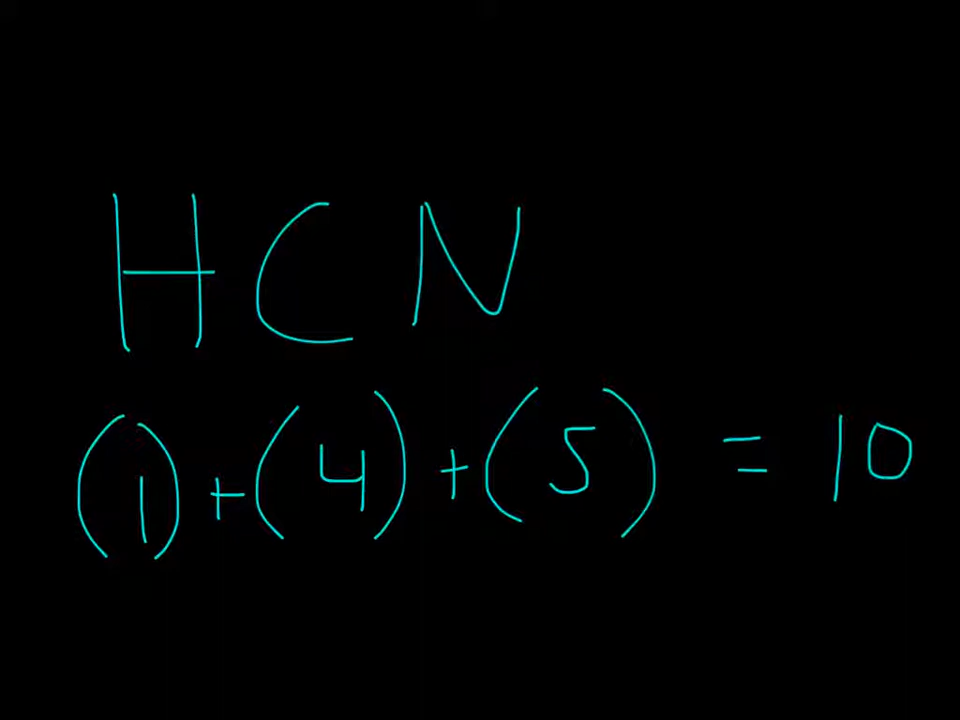 HCN
(1) + (4) + (5) = 10